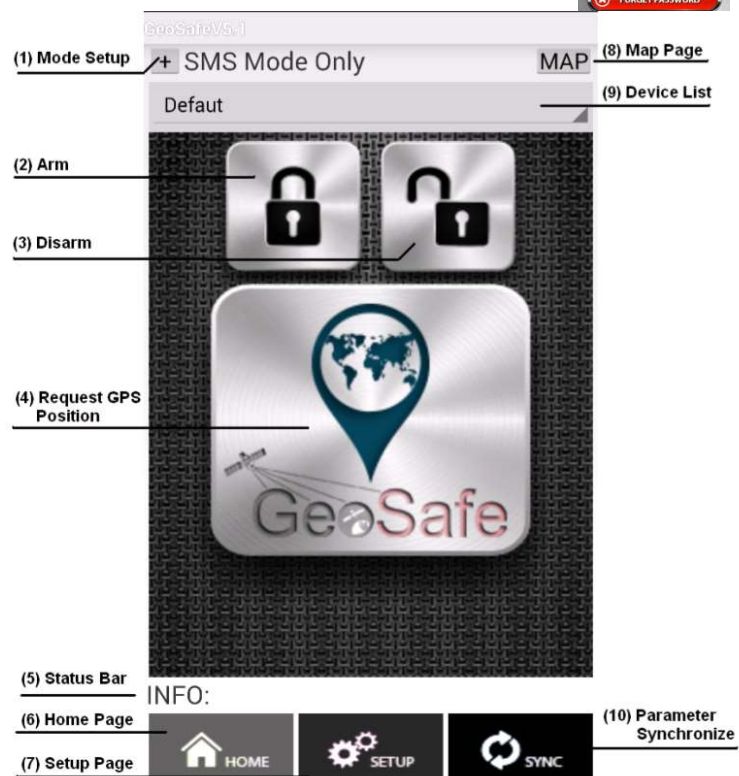 FORGET PASSWORD
GeoSafeV5.1
(1) Mode Setup
+ SMS Mode Only
MAP
(8) Map Page
Defaut
(9) Device List
(2) Arm
(3) Disarm
(4) Request GPS
Position
GeoSafe
(5) Status Bar
INFO:
(6) Home Page
HOME
SETUP
SYNC
(10) Parameter
Synchronize
(7) Setup Page